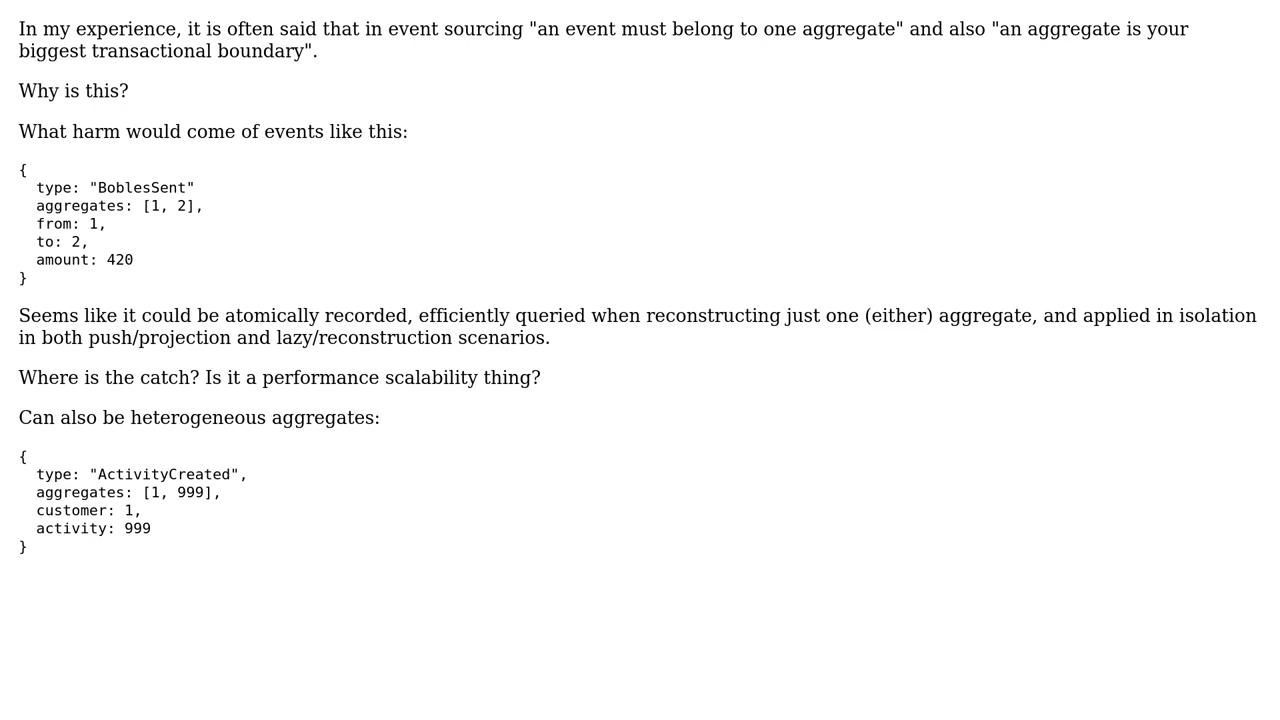 In my experience, it is often said that in event sourcing "an event must belong to one aggregate" and also "an aggregate is your
biggest transactional boundary".
Why is this?
What harm would come of events like this:
{
  type: "BoblesSent"
  aggregates: [1, 2],
  from: 1,
  to: 2,
  amount: 420
}
Seems like it could be atomically recorded, efficiently queried when reconstructing just one (either) aggregate, and applied in isolation
in both push/projection and lazy/reconstruction scenarios.
Where is the catch? Is it a performance scalability thing?
Can also be heterogeneous aggregates:
{
  type: "ActivityCreated",
  aggregates: [1, 999],
  customer: 1,
  activity: 999
}